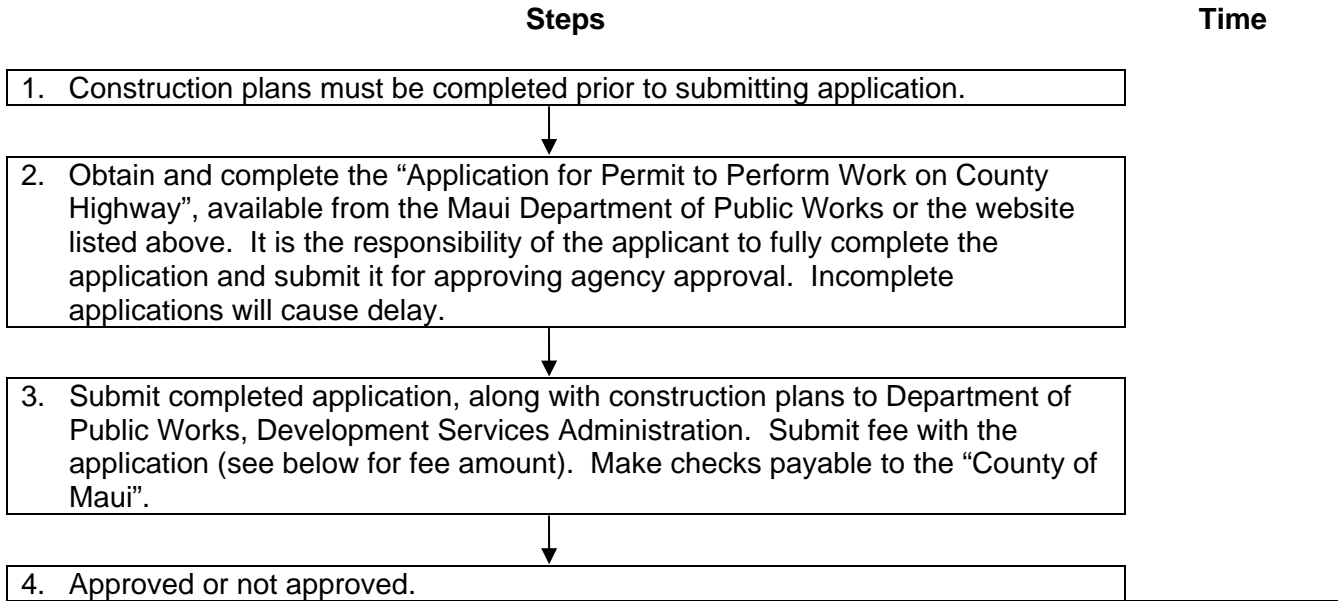 Steps Time
1. Construction plans must be completed prior to submitting application.
2. Obtain and complete the “Application for Permit to Perform Work on County
Highway”, available from the Maui Department of Public Works or the website
listed above. It is the responsibility of the applicant to fully complete the
application and submit it for approving agency approval. Incomplete
applications will cause delay.
3. Submit completed application, along with construction plans to Department of
Public Works, Development Services Administration. Submit fee with the
application (see below for fee amount). Make checks payable to the “County of
Maui”.
4. Approved or not approved.